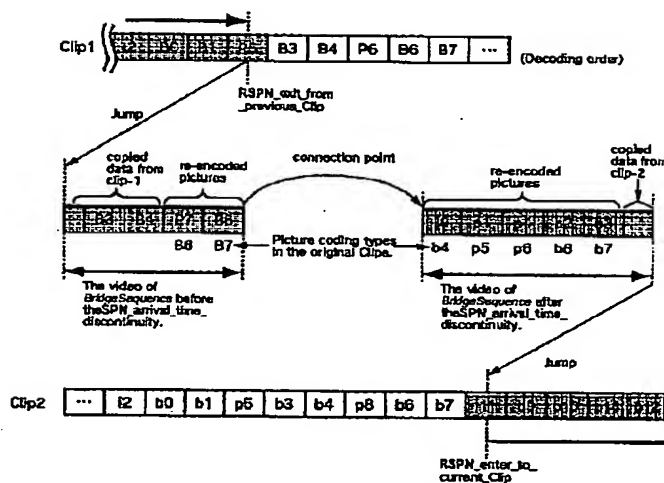 Clip1
B3 B4 P5 B6 B7 ...
(Decoding order)
RSPN_exit_from
_previous_Clip
Jump
copied
data from
clip-1
re-encoded
pictures
connection point
re-encoded
pictures
copied
data from
clip-2
B6 B7
Picture coding types
in the original Clips.
b4 p5 p8 b6 b7
The video of
BridgeSequence before
theSPN_arrival_time_
discontinuity.
The video of
BridgeSequence after
theSPN_arrival_time_
discontinuity.
Jump
Clip2
... i2 b0 b1 p5 b3 b4 p8 b6 b7
RSPN_enter_to_
current_Clip